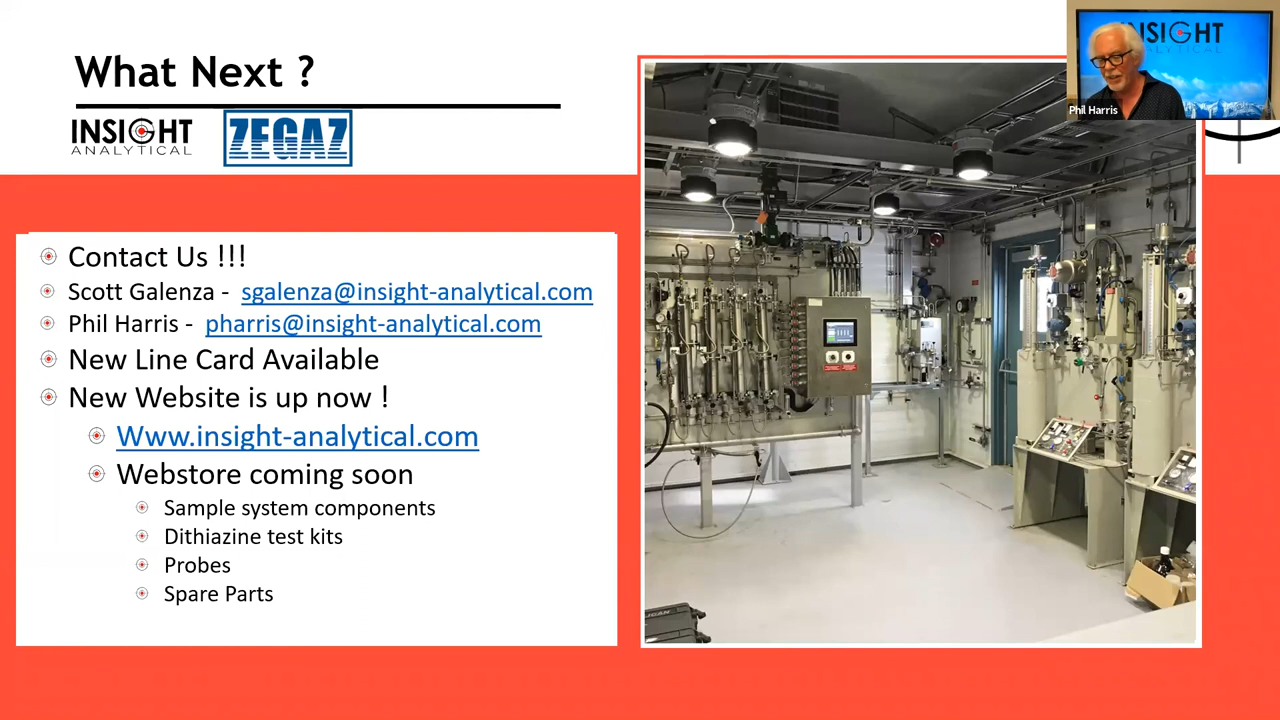 What Next ?
INSIGHT
ANALYTICAL
ZEGAZ
INSIGHT
ANALYTICAL
Phil Harris
Contact Us !!!
Scott Galenza - sgalenza@insight-analytical.com
Phil Harris - pharris@insight-analytical.com
New Line Card Available
New Website is up now !
Www.insight-analytical.com
Webstore coming soon
Sample system components
Dithiazine test kits
Probes
Spare Parts